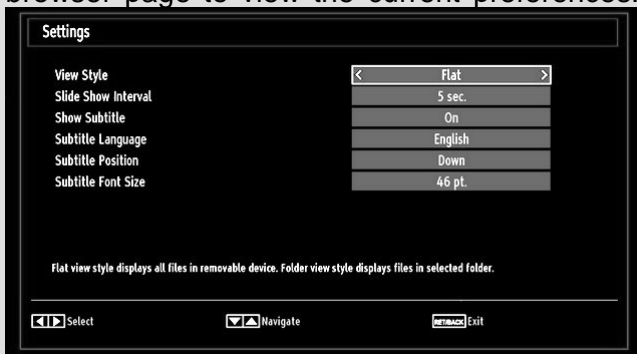 browser page to view the current preferences.
Settings
View Style < Flat >
Slide Show Interval 5 sec.
Show Subtitle On
Subtitle Language English
Subtitle Position Down
Subtitle Font Size 46 pt.
Flat view style displays all files in removable device. Folder view style displays files in selected folder.
Select Navigate RET/BACK Exit